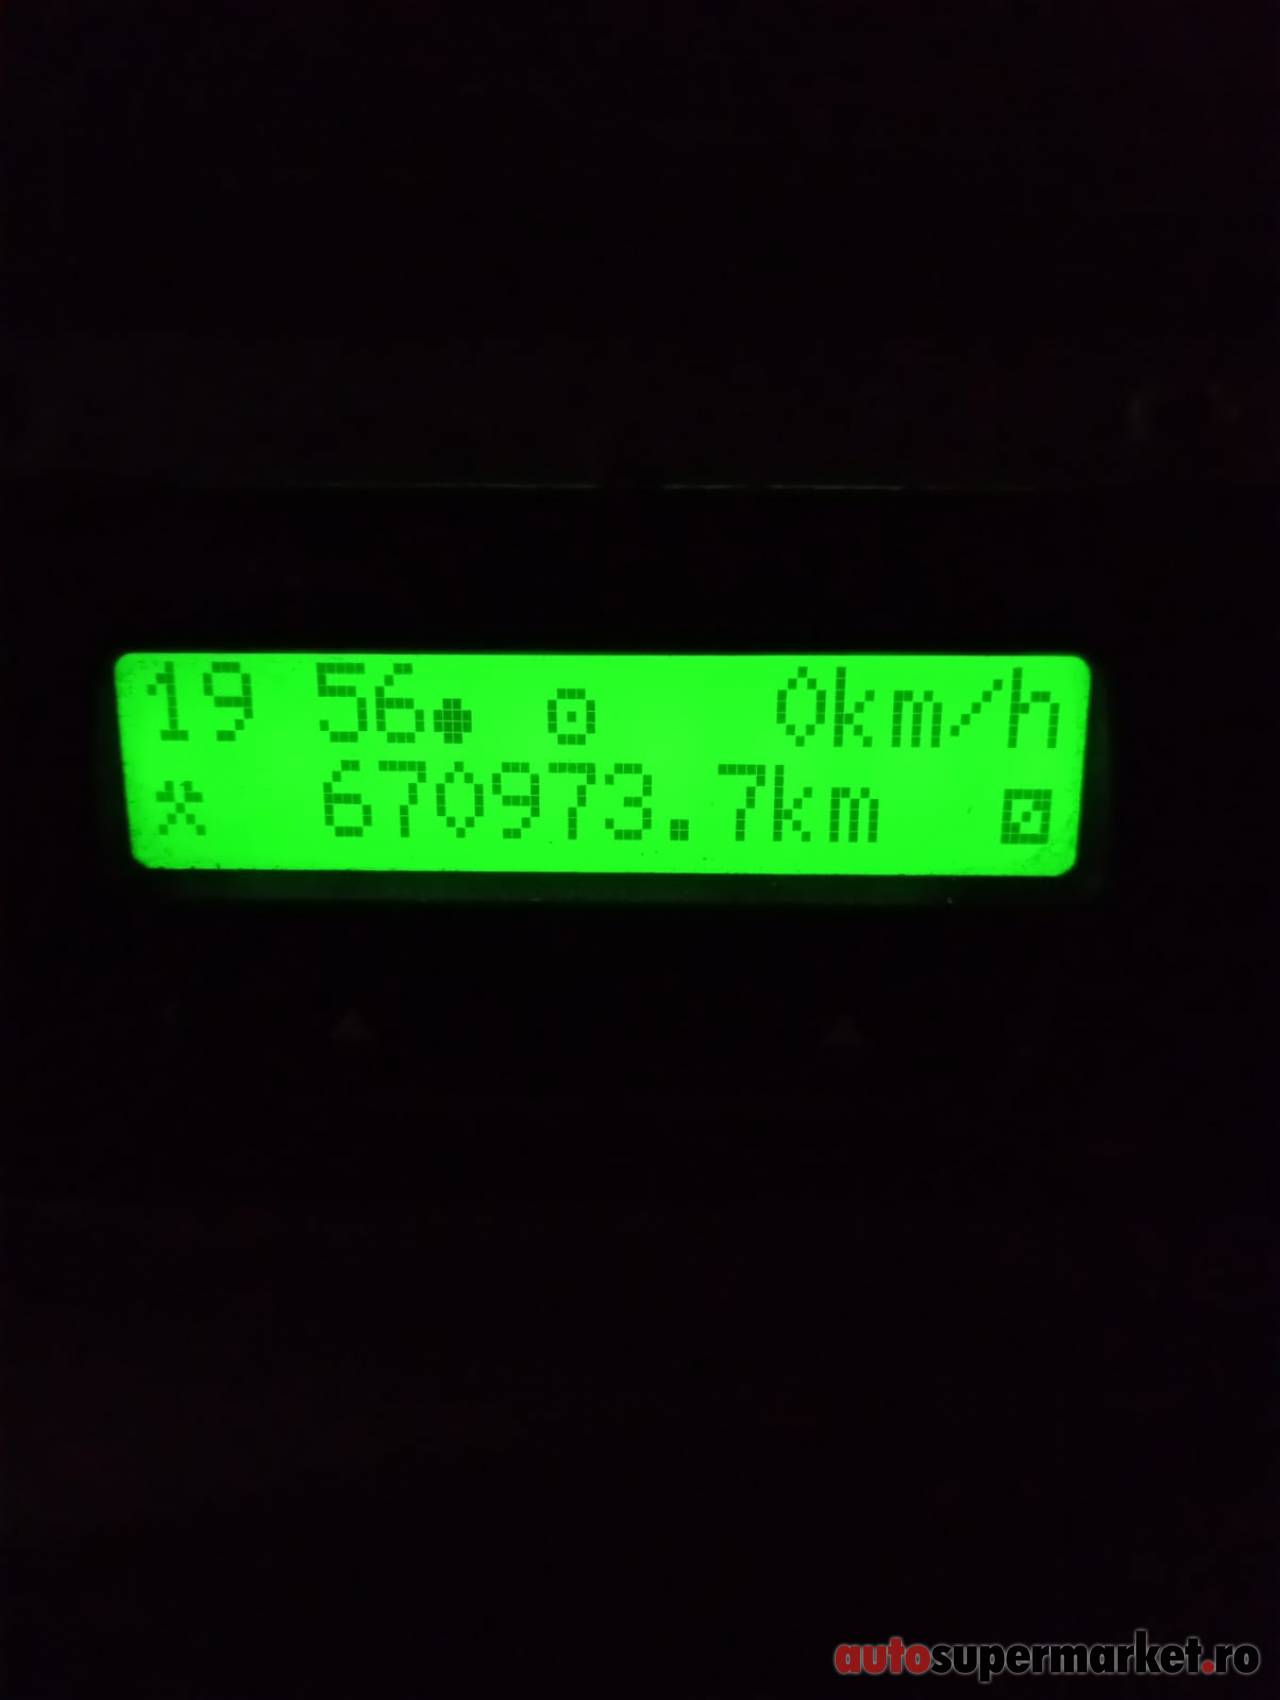 19 56● ⊙ 0km/h
⚒ 670973.7km ☑
autosupermarket.ro